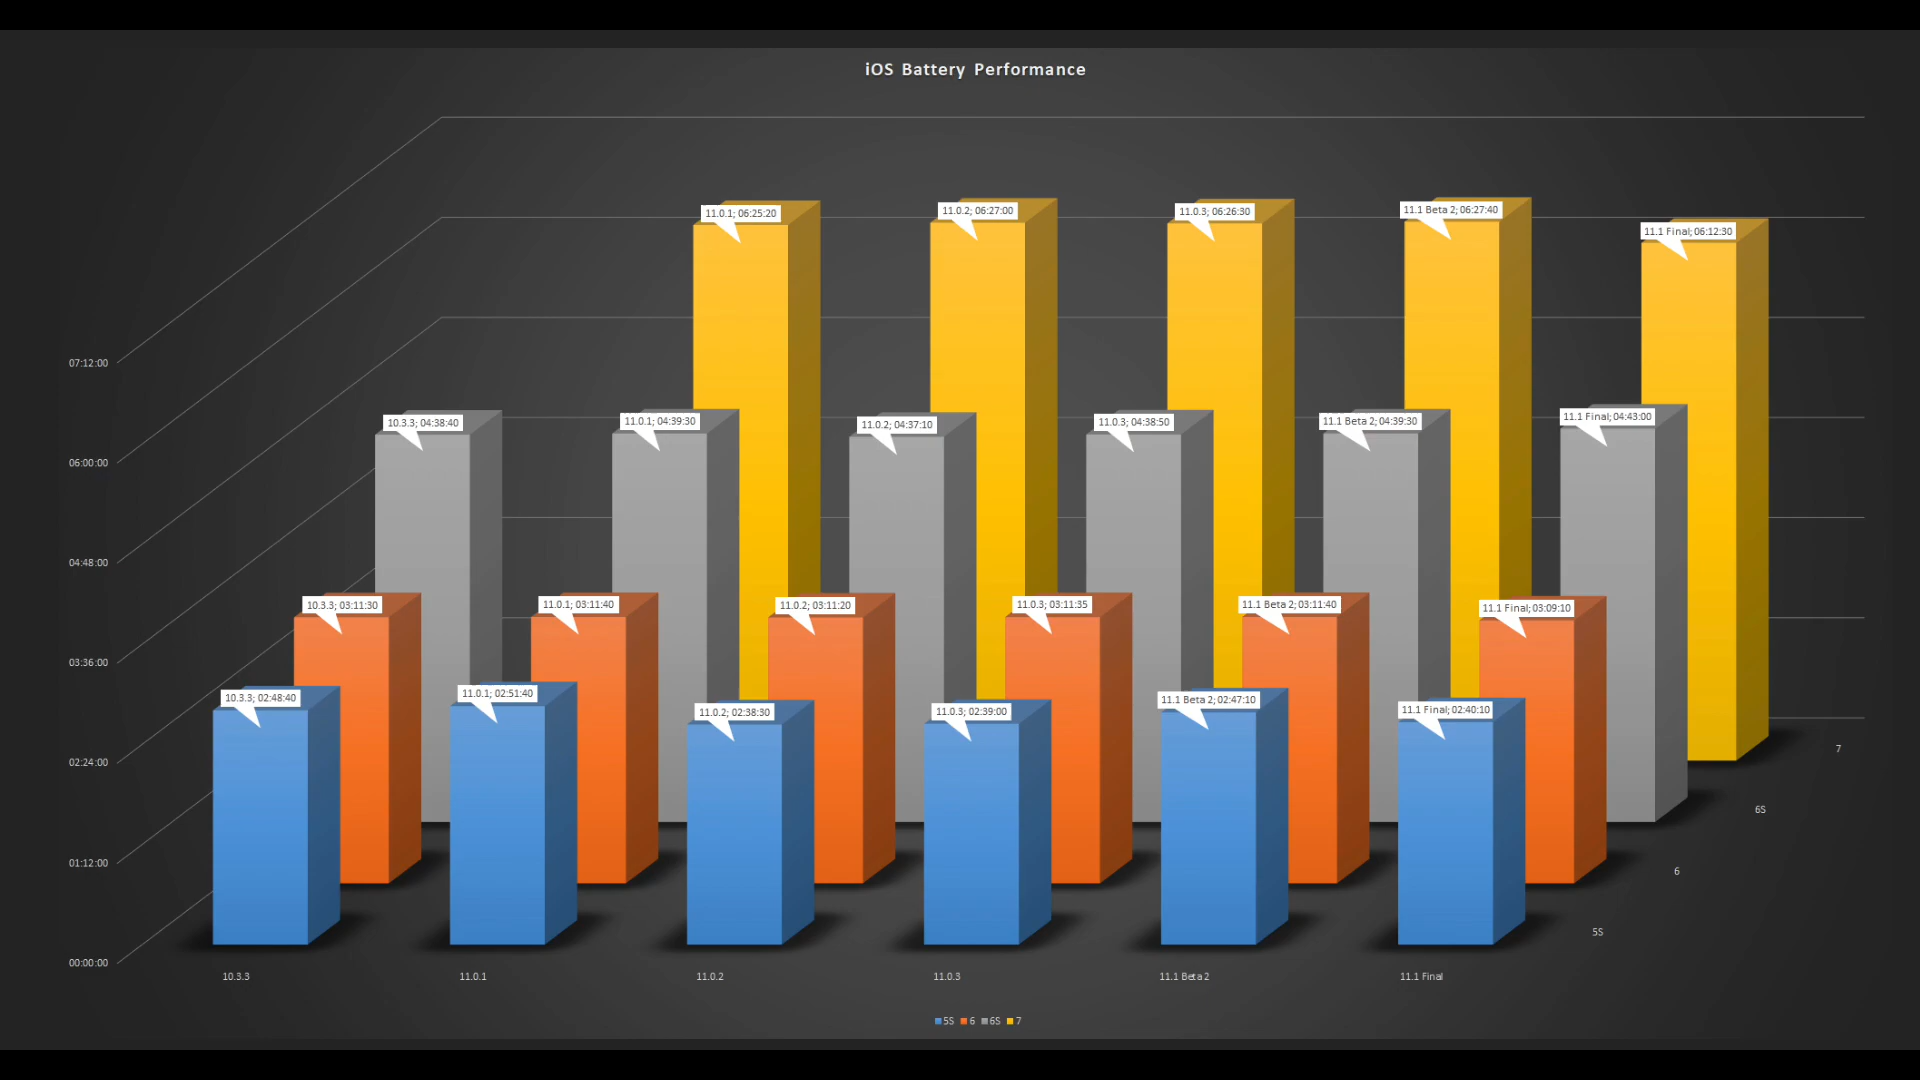 iOS Battery Performance
11.0.1; 06:25:20
11.0.2; 06:27:00
11.0.3; 06:26:30
11.1 Beta 2; 06:27:40
11.1 Final; 06:12:30
10.3.3; 04:38:40
11.0.1; 04:39:30
11.0.2; 04:37:10
11.0.3; 04:38:50
11.1 Beta 2; 04:39:30
11.1 Final; 04:43:00
10.3.3; 03:11:30
11.0.1; 03:11:40
11.0.2; 03:11:20
11.0.3; 03:11:35
11.1 Beta 2; 03:11:40
11.1 Final; 03:09:10
10.3.3; 02:48:40
11.0.1; 02:51:40
11.0.2; 02:38:30
11.0.3; 02:39:00
11.1 Beta 2; 02:47:10
11.1 Final; 02:40:10
07:12:00
06:00:00
04:48:00
03:36:00
02:24:00
01:12:00
00:00:00
7
6S
6
5S
10.3.3
11.0.1
11.0.2
11.0.3
11.1 Beta 2
11.1 Final
5S 6 6S 7